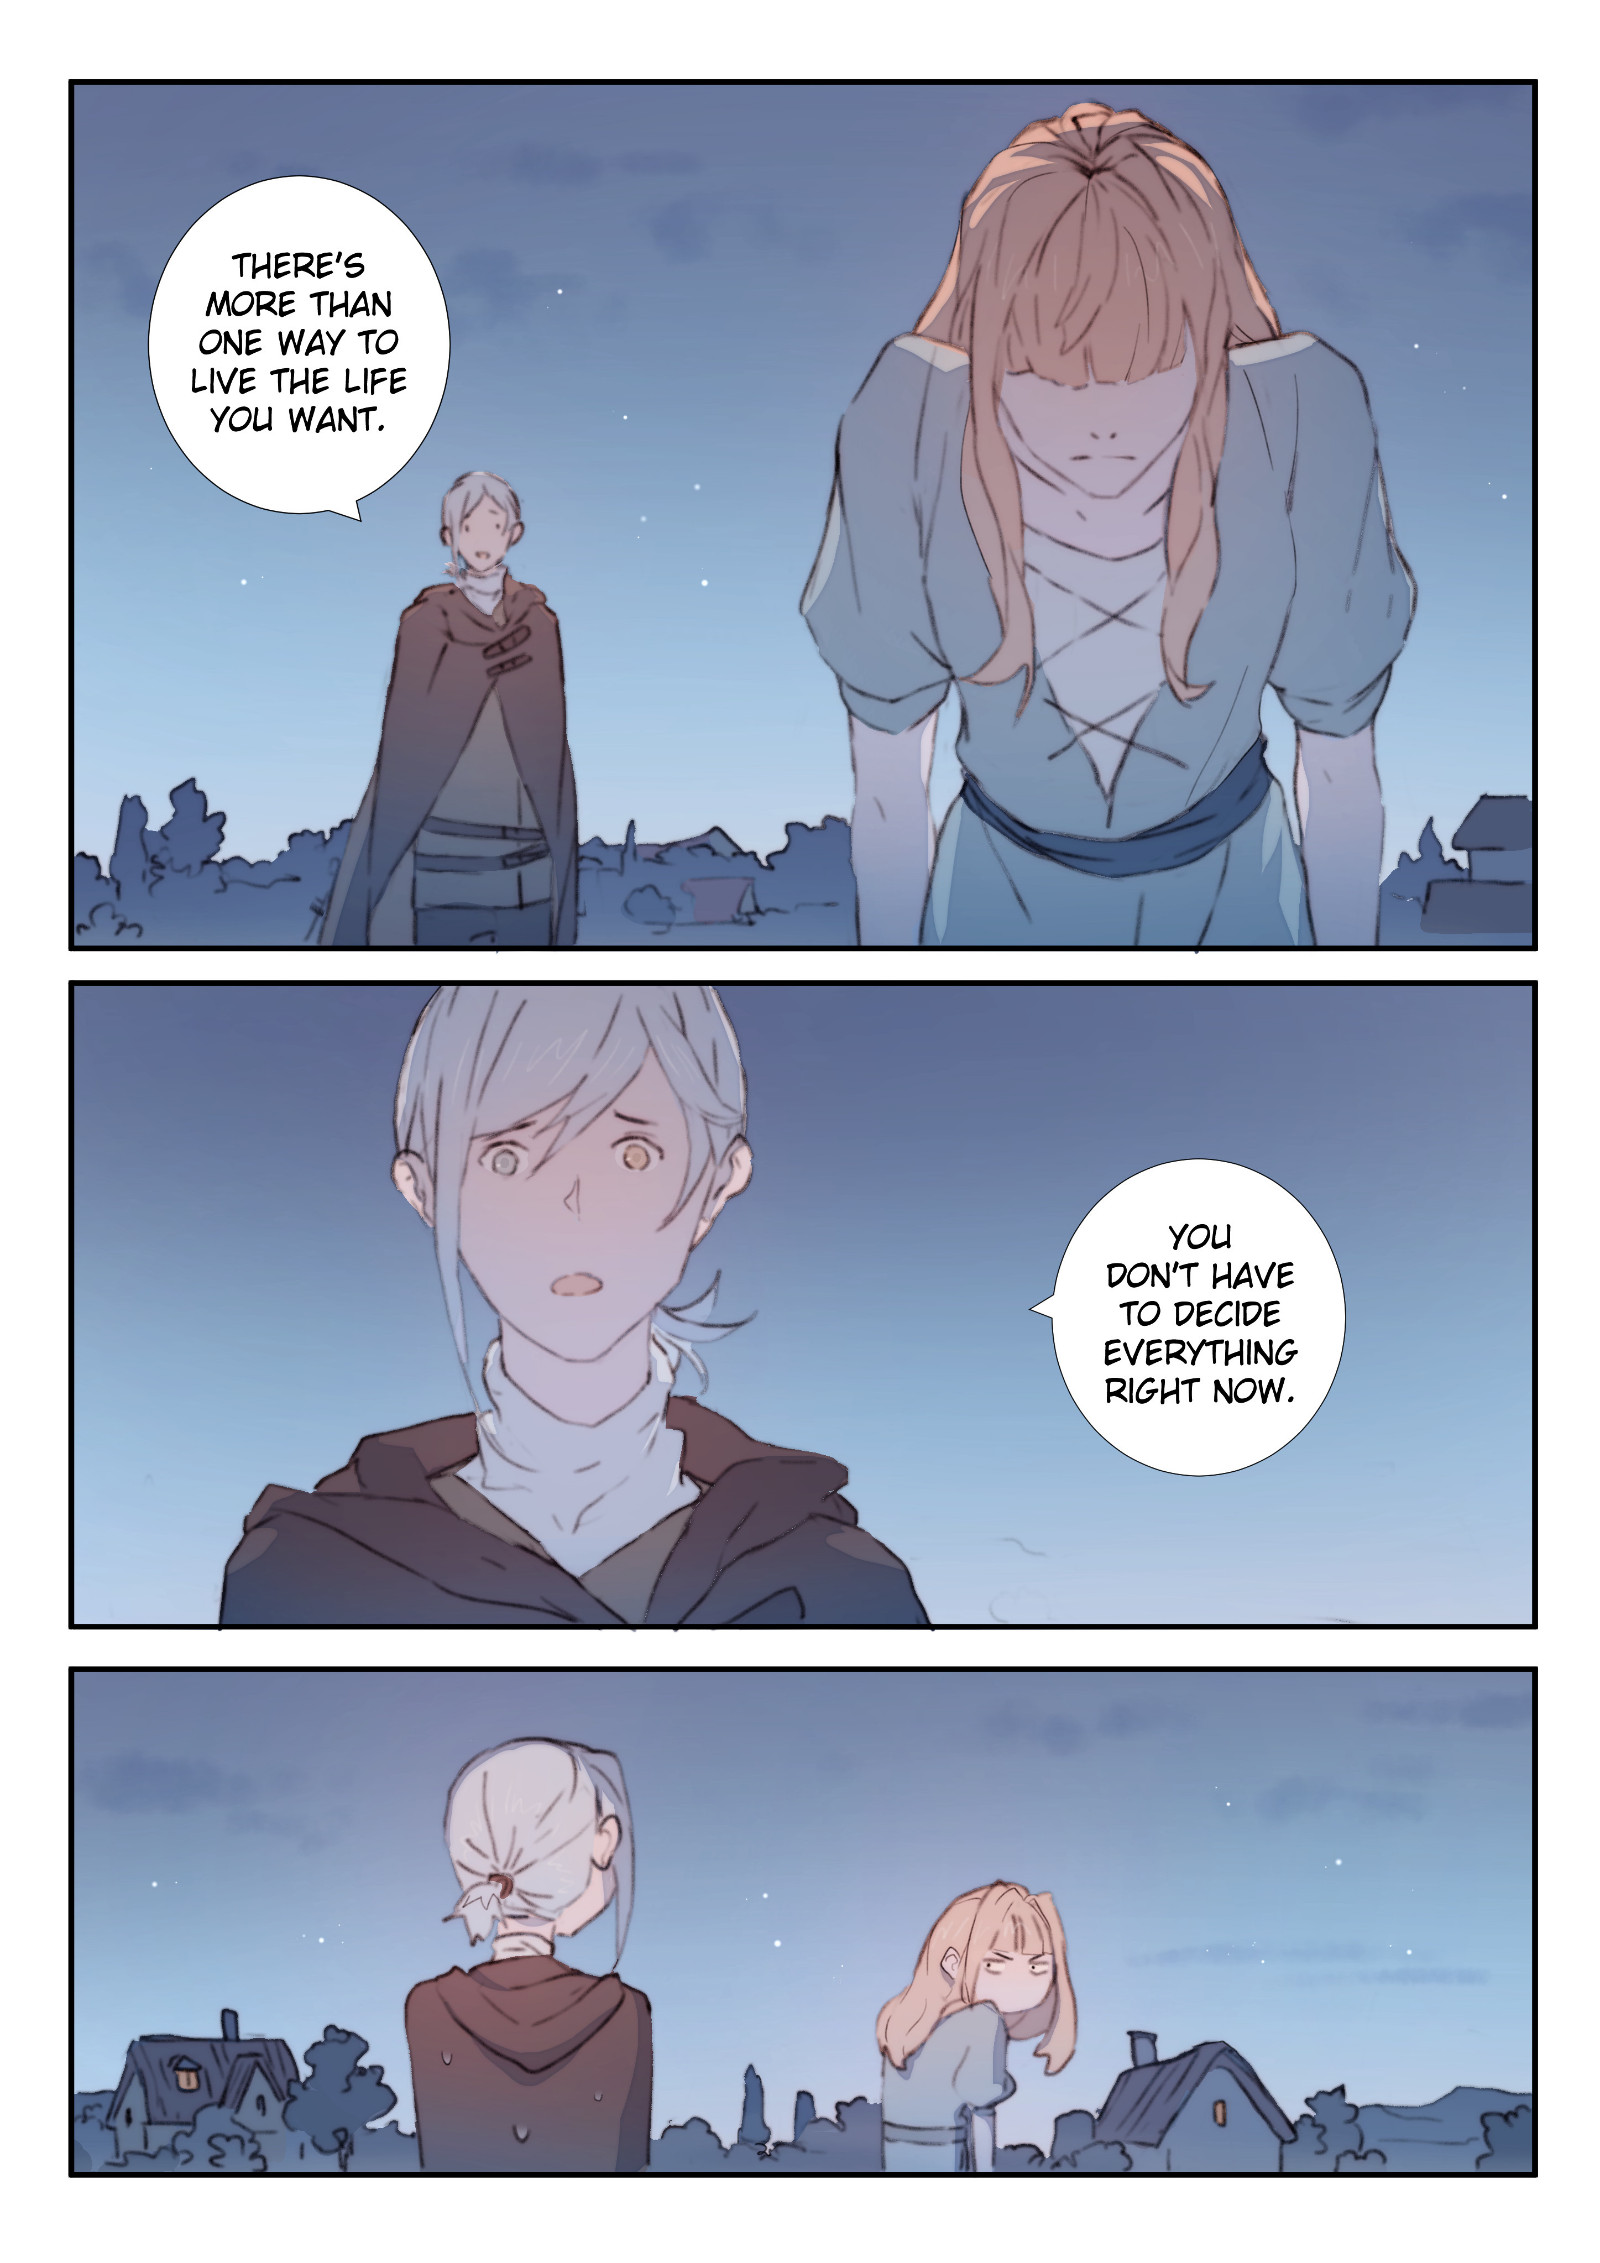 THERE'S
MORE THAN
ONE WAY TO
LIVE THE LIFE
YOU WANT.
YOU
DON'T HAVE
TO DECIDE
EVERYTHING
RIGHT NOW.